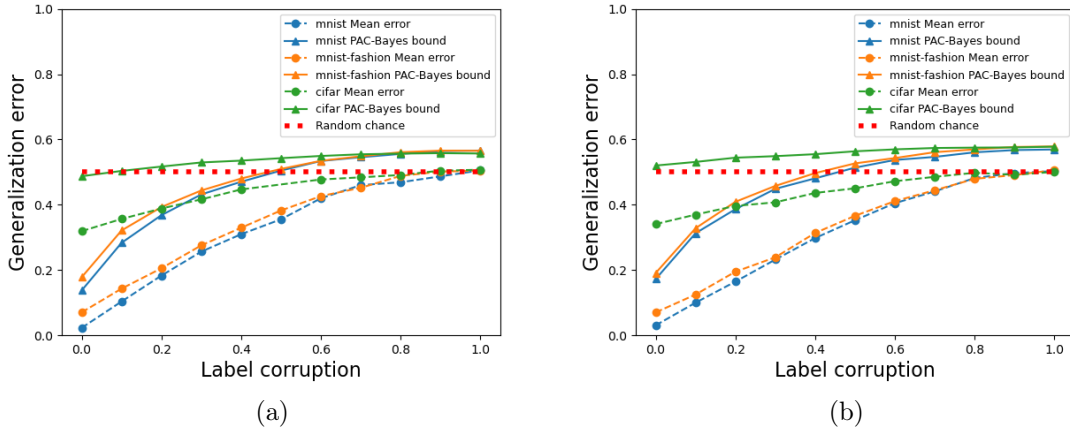 1.0
0.8
0.6
0.4
0.2
0.0
Generalization error
mnist Mean error
mnist PAC-Bayes bound
mnist-fashion Mean error
mnist-fashion PAC-Bayes bound
cifar Mean error
cifar PAC-Bayes bound
Random chance
0.0 0.2 0.4 0.6 0.8 1.0
Label corruption
(a)
1.0
0.8
0.6
0.4
0.2
0.0
Generalization error
mnist Mean error
mnist PAC-Bayes bound
mnist-fashion Mean error
mnist-fashion PAC-Bayes bound
cifar Mean error
cifar PAC-Bayes bound
Random chance
0.0 0.2 0.4 0.6 0.8 1.0
Label corruption
(b)